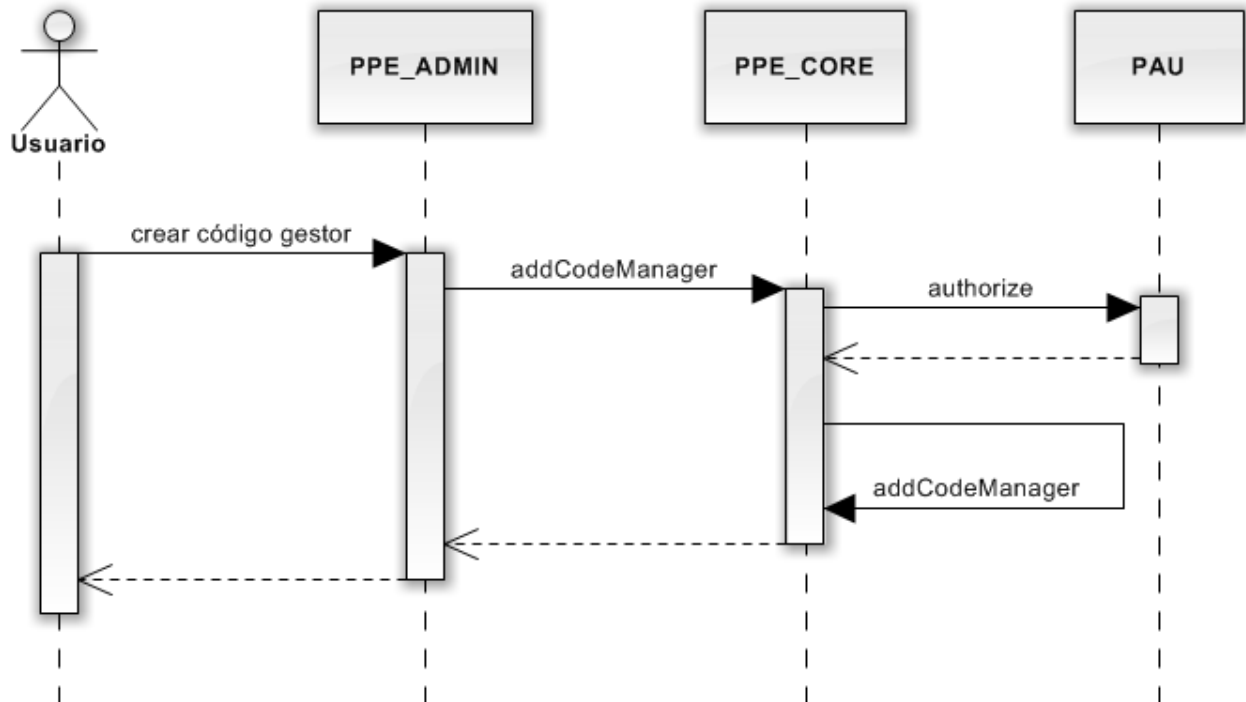 PPE_ADMIN
PPE_CORE
PAU
Usuario
crear código gestor
addCodeManager
authorize
addCodeManager